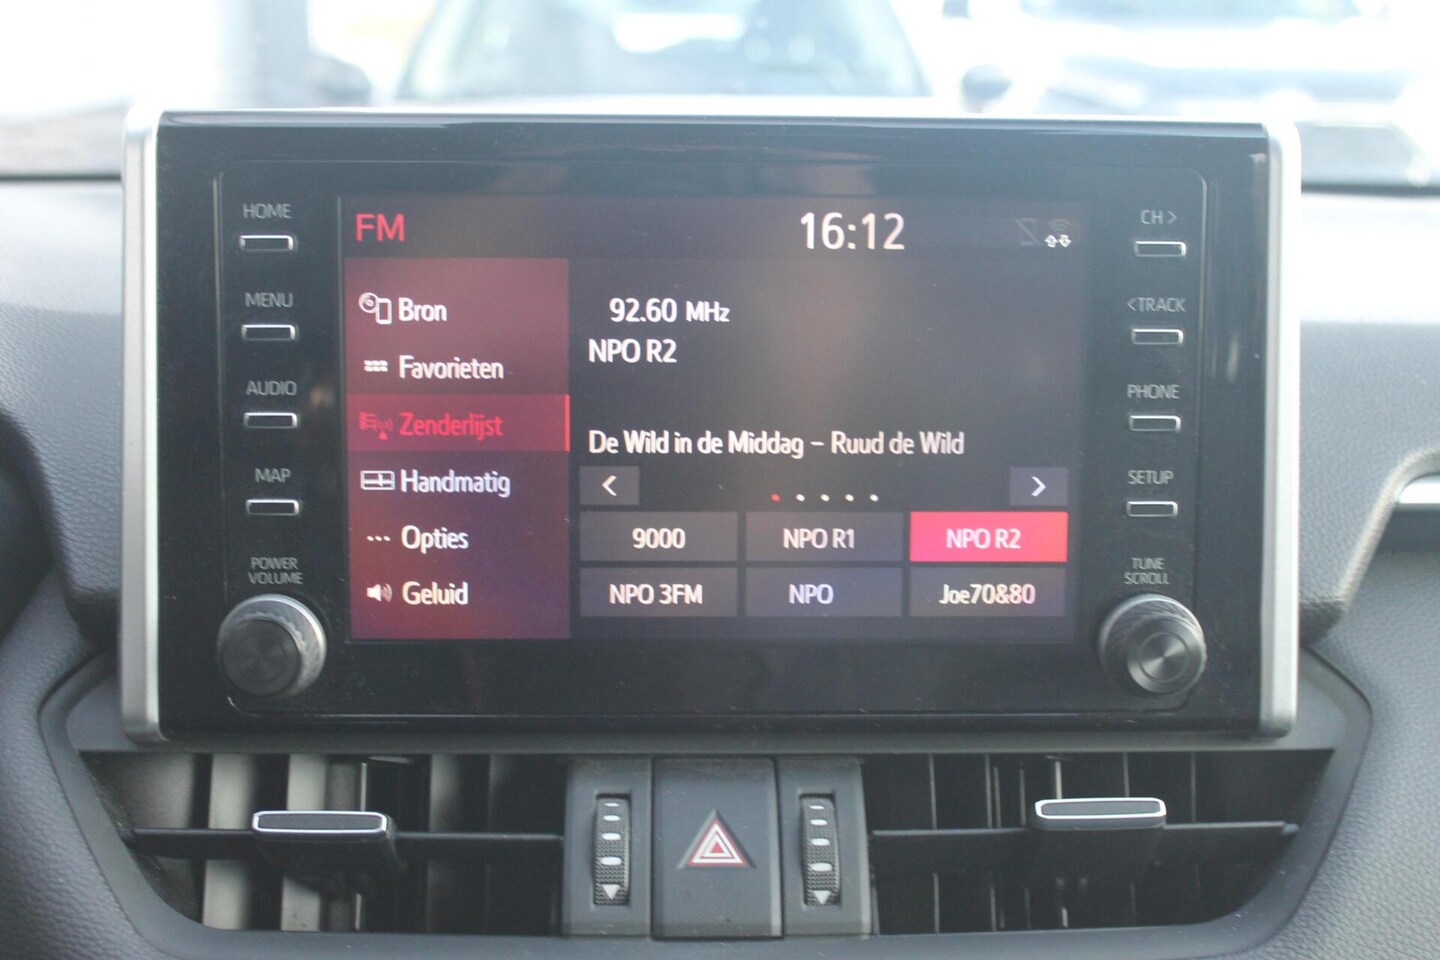 HOME
MENU
AUDIO
MAP
POWER
VOLUME
FM
16:12
Bron
Favorieten
Zenderlijst
Handmatig
Opties
Geluid
92.60 MHz
NPO R2
De Wild in de Middag – Ruud de Wild
<
>
9000
NPO R1
NPO R2
NPO 3FM
NPO
Joe70&80
CH >
<TRACK
PHONE
SETUP
TUNE
SCROLL